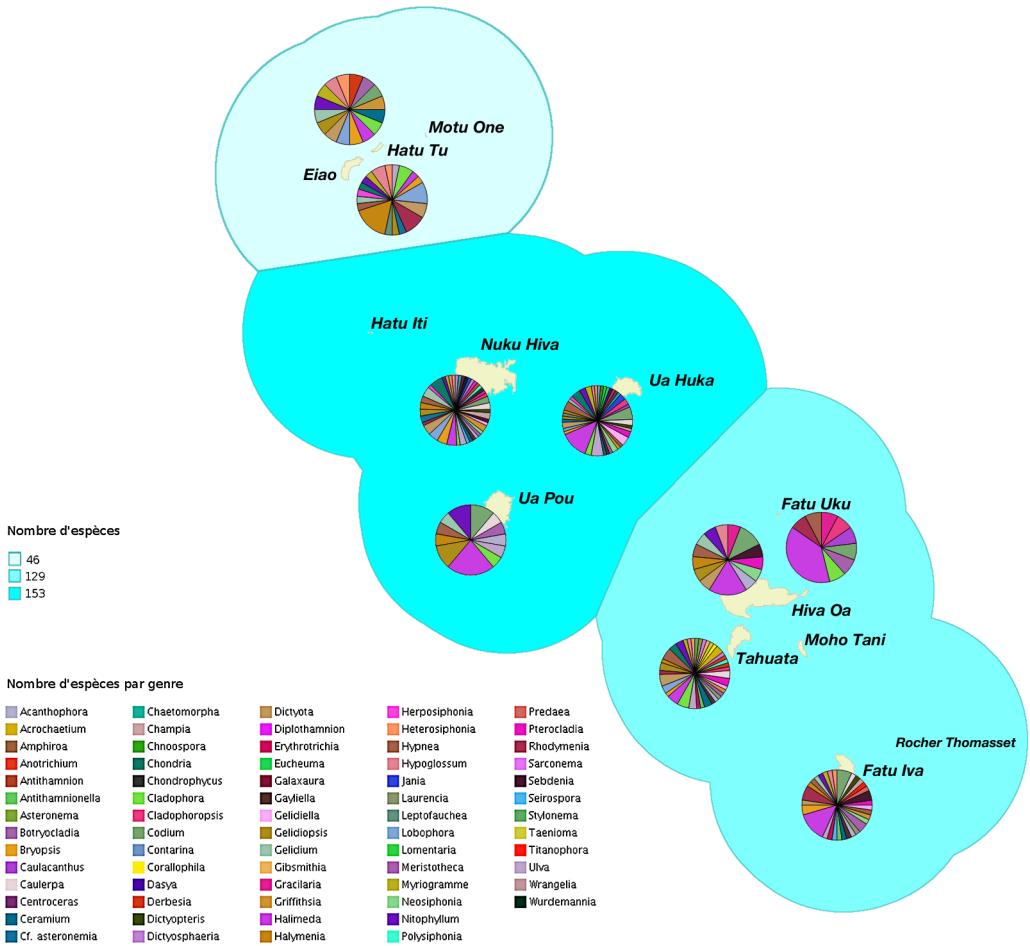 Motu One
Hatu Tu
Eiao
Hatu Iti
Nuku Hiva
Ua Huka
Ua Pou
Fatu Uku
Hiva Oa
Moho Tani
Tahuata
Rocher Thomasset
Fatu Iva
Nombre d'espèces
46
129
153
Nombre d'espèces par genre
Acanthophora
Acrochaetium
Amphiroa
Anotrichium
Antithamnion
Antithamnionella
Asteronema
Botryocladia
Bryopsis
Caulacanthus
Caulerpa
Centroceras
Ceramium
Cf. asteronemia
Chaetomorpha
Champia
Chnoospora
Chondria
Chondrophycus
Cladophora
Cladophoropsis
Codium
Contarina
Corallophila
Dasya
Derbesia
Dictyopteris
Dictyosphaeria
Dictyota
Diplothamnion
Erythrotrichia
Eucheuma
Galaxaura
Gayliella
Gelidiella
Gelidiopsis
Gelidium
Gibsmithia
Gracilaria
Griffithsia
Halimeda
Halymenia
Herposiphonia
Heterosiphonia
Hypnea
Hypoglossum
Jania
Laurencia
Leptofauchea
Lobophora
Lomentaria
Meristotheca
Myriogramme
Neosiphonia
Nitophyllum
Polysiphonia
Predaea
Pterocladia
Rhodymenia
Sarconema
Sebdenia
Seirospora
Stylonema
Taenioma
Titanophora
Ulva
Wrangelia
Wurdemannia